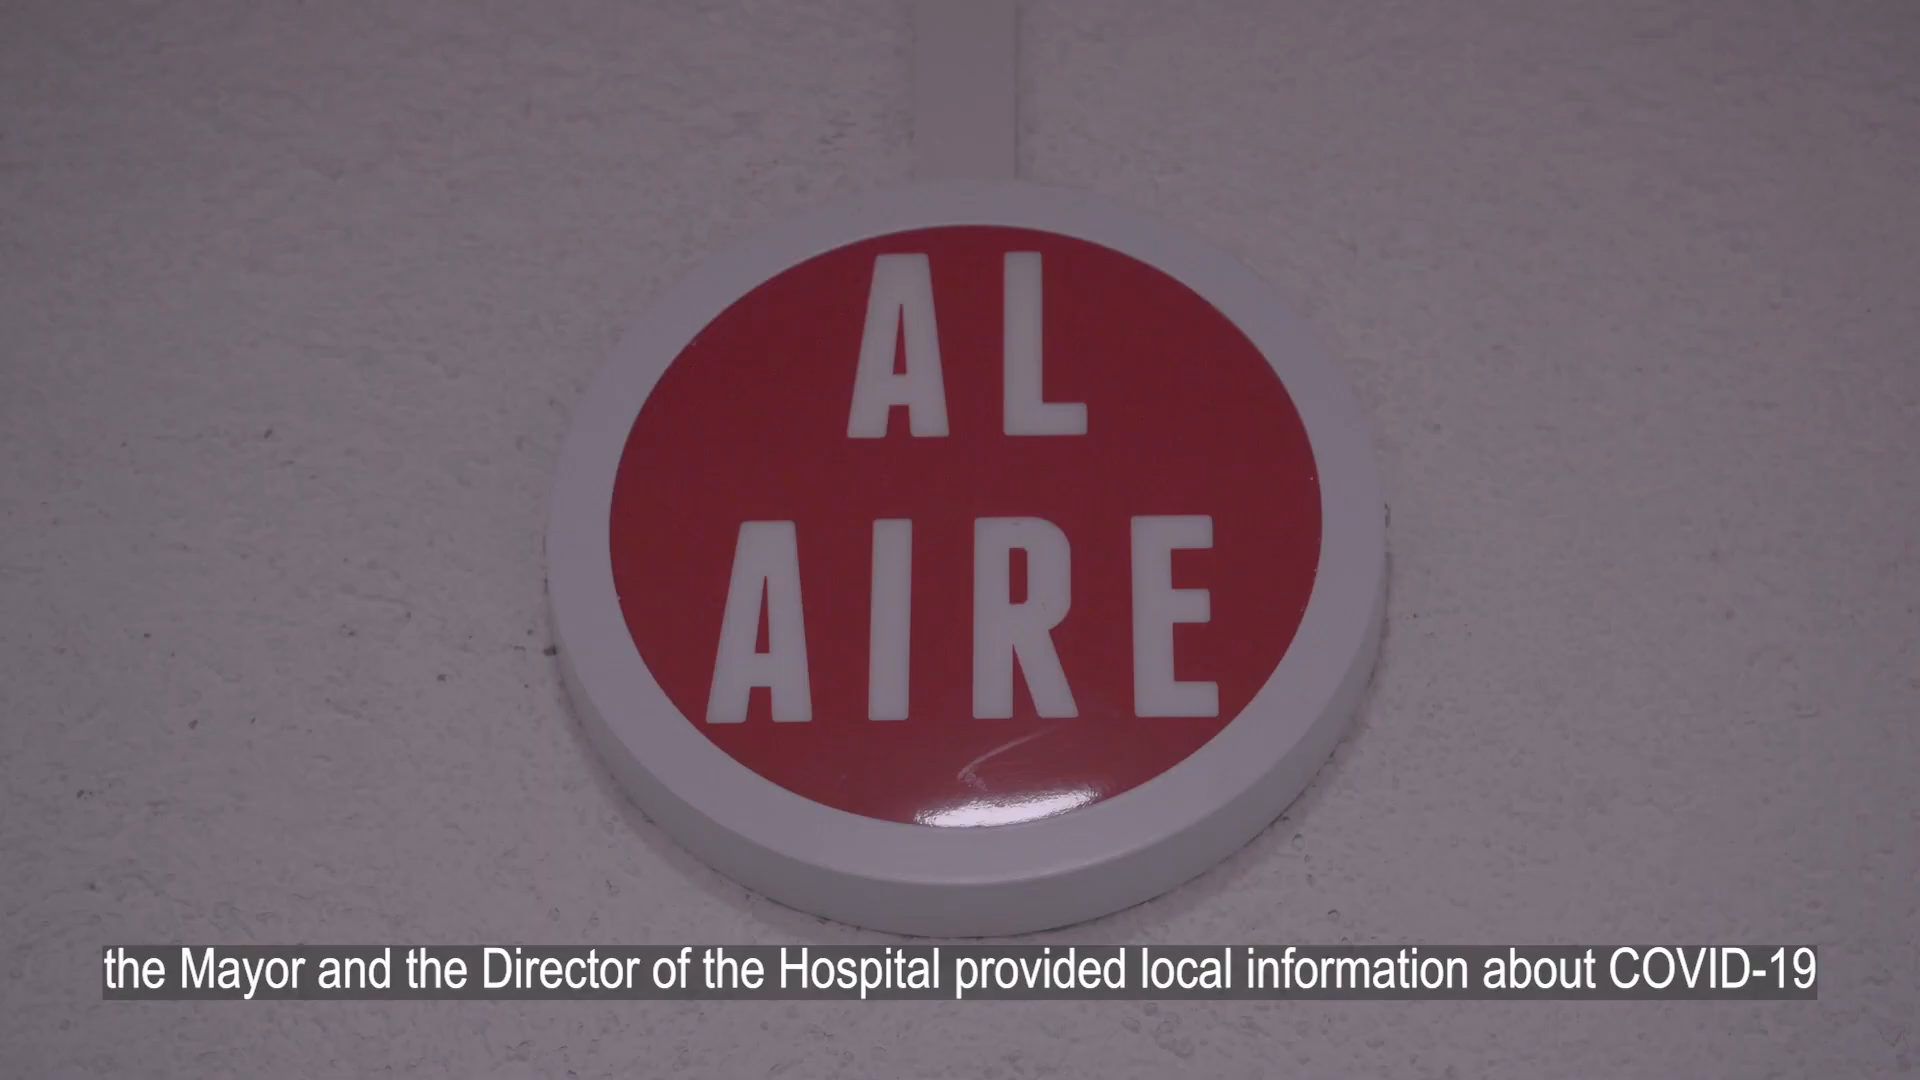 AL
AIRE
the Mayor and the Director of the Hospital provided local information about COVID-19